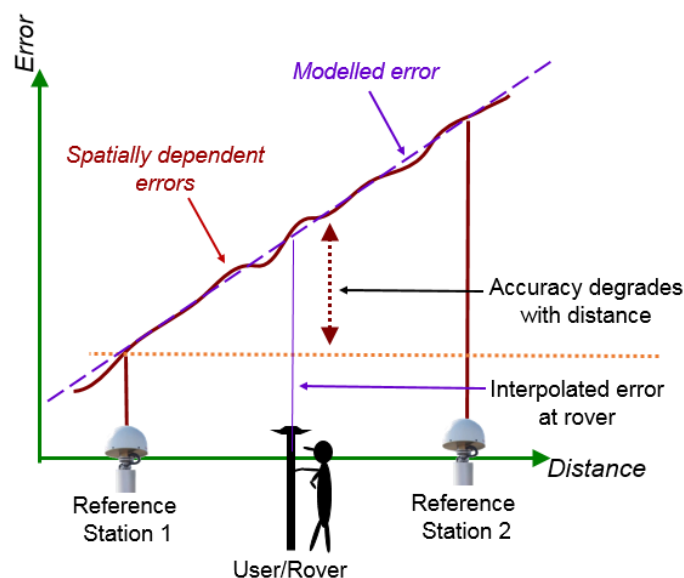 Error
Modelled error
Spatially dependent
errors
Accuracy degrades
with distance
Interpolated error
at rover
Distance
Reference
Station 1
Reference
Station 2
User/Rover